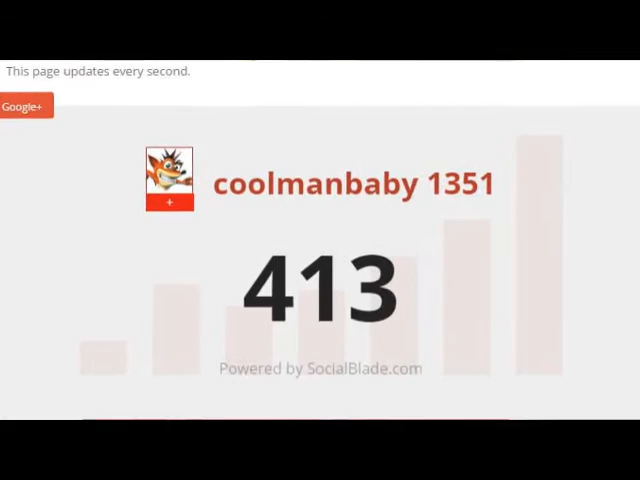 This page updates every second.
Google+
coolmanbaby 1351
+
413
Powered by SocialBlade.com